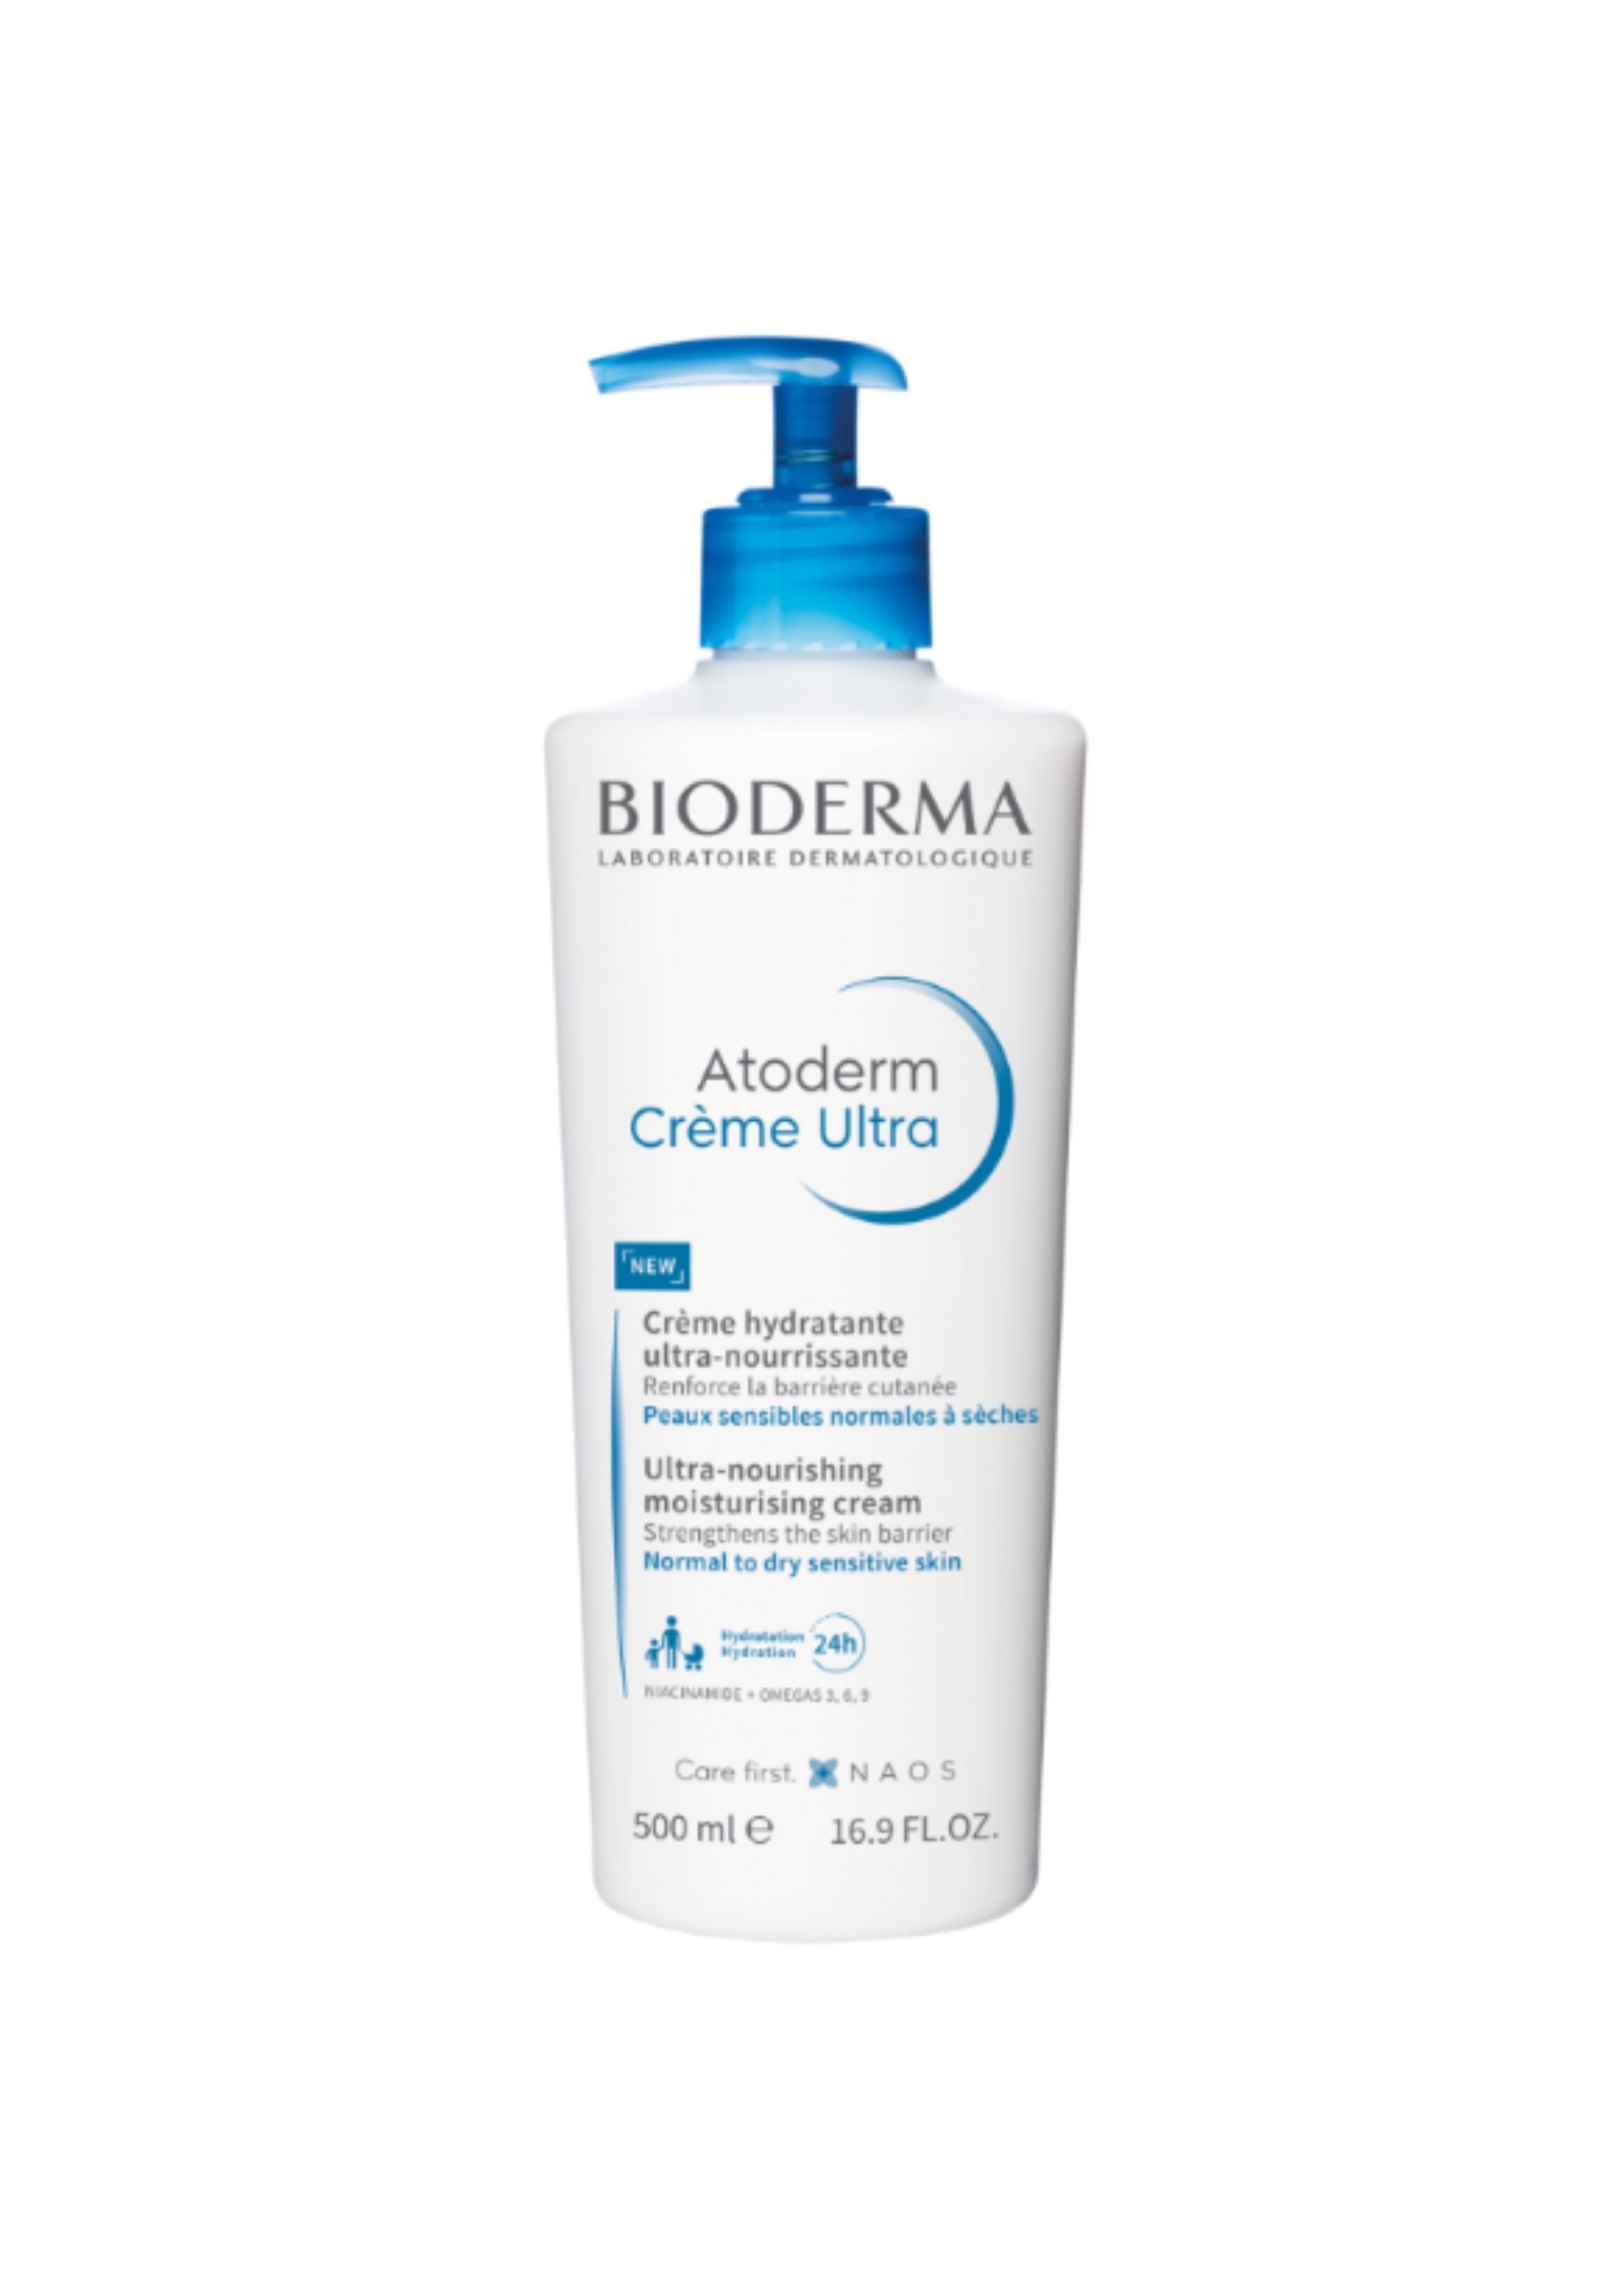 BIODERMA
LABORATOIRE DERMATOLOGIQUE
Atoderm
Crème Ultra
NEW
Crème hydratante
ultra-nourrissante
Renforce la barrière cutanée
Peaux sensibles normales à sèches
Ultra-nourishing
moisturising cream
Strengthens the skin barrier
Normal to dry sensitive skin
Hydratation
Hydration
24h
NIACINAMIDE + OMEGAS 3, 6, 9
Care first. NAOS
500 ml ℮ 16.9 FL.OZ.